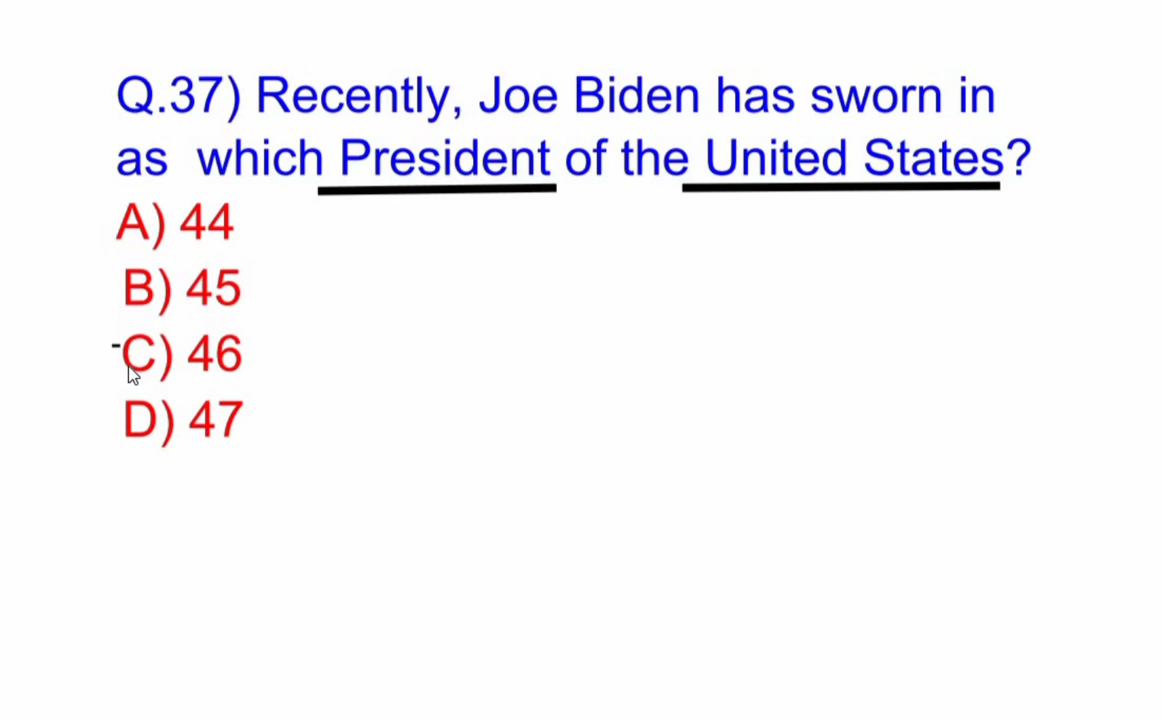 Q.37) Recently, Joe Biden has sworn in
as which President of the United States?
A) 44
B) 45
C) 46
D) 47